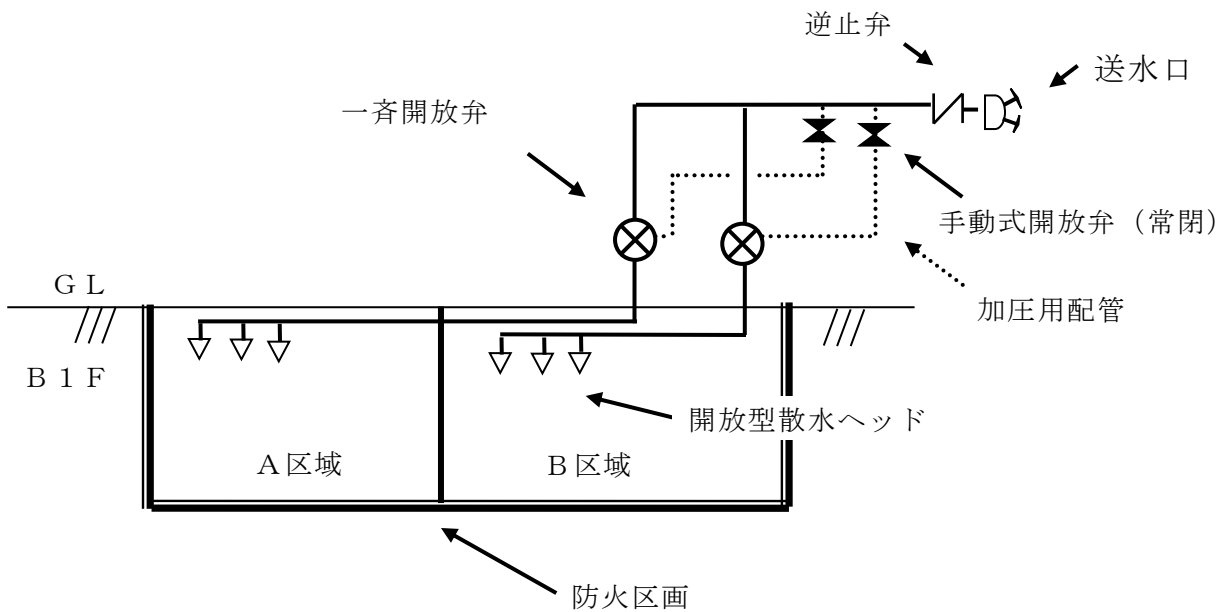 逆止弁
送水口
一斉開放弁
手動式開放弁（常閉）
GL
加圧用配管
B1F
開放型散水ヘッド
A区域
B区域
防火区画